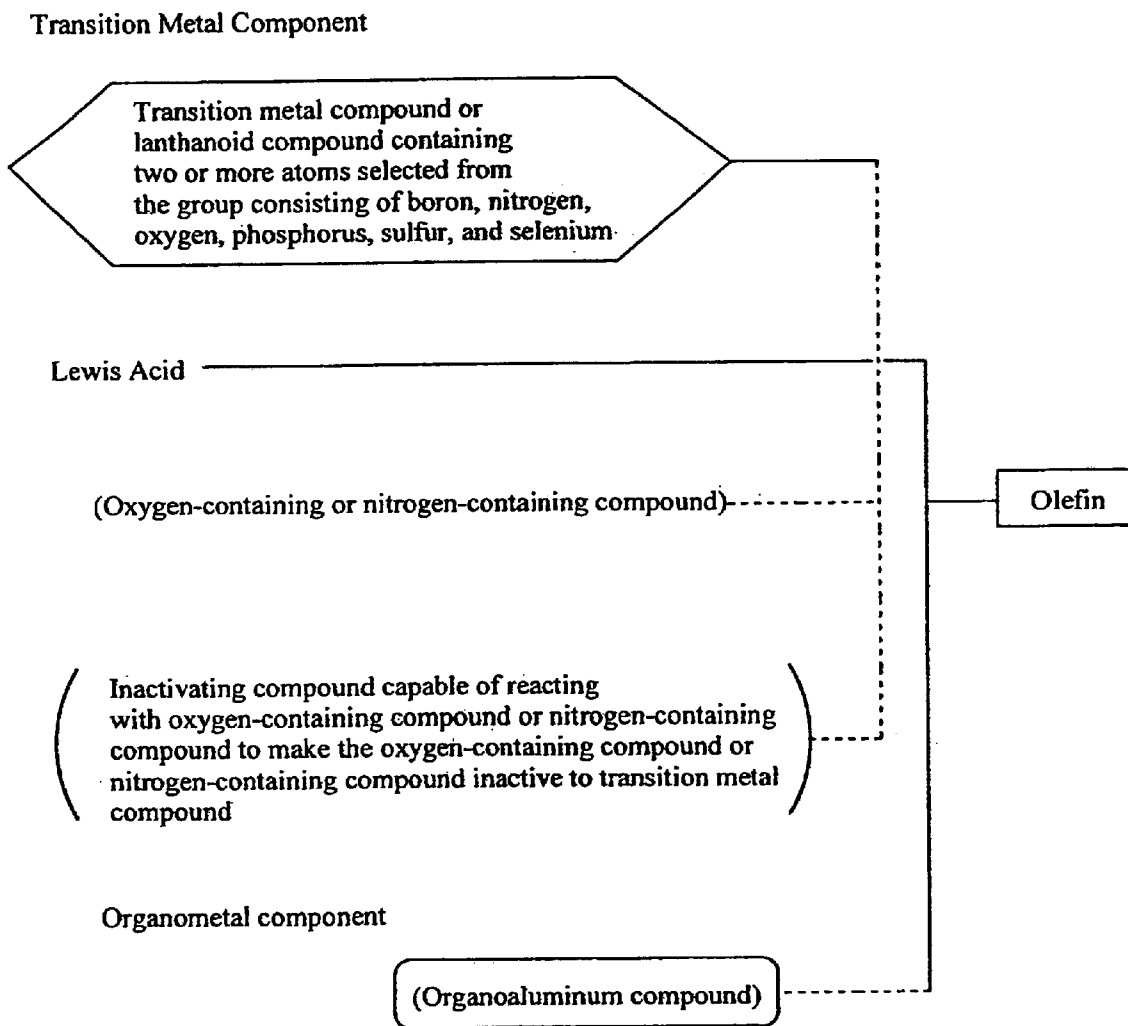 Transition Metal Component
Transition metal compound or
lanthanoid compound containing
two or more atoms selected from
the group consisting of boron, nitrogen,
oxygen, phosphorus, sulfur, and selenium
Lewis Acid
(Oxygen-containing or nitrogen-containing compound)
Olefin
Inactivating compound capable of reacting
with oxygen-containing compound or nitrogen-containing
compound to make the oxygen-containing compound or
nitrogen-containing compound inactive to transition metal
compound
Organometal component
(Organoaluminum compound)